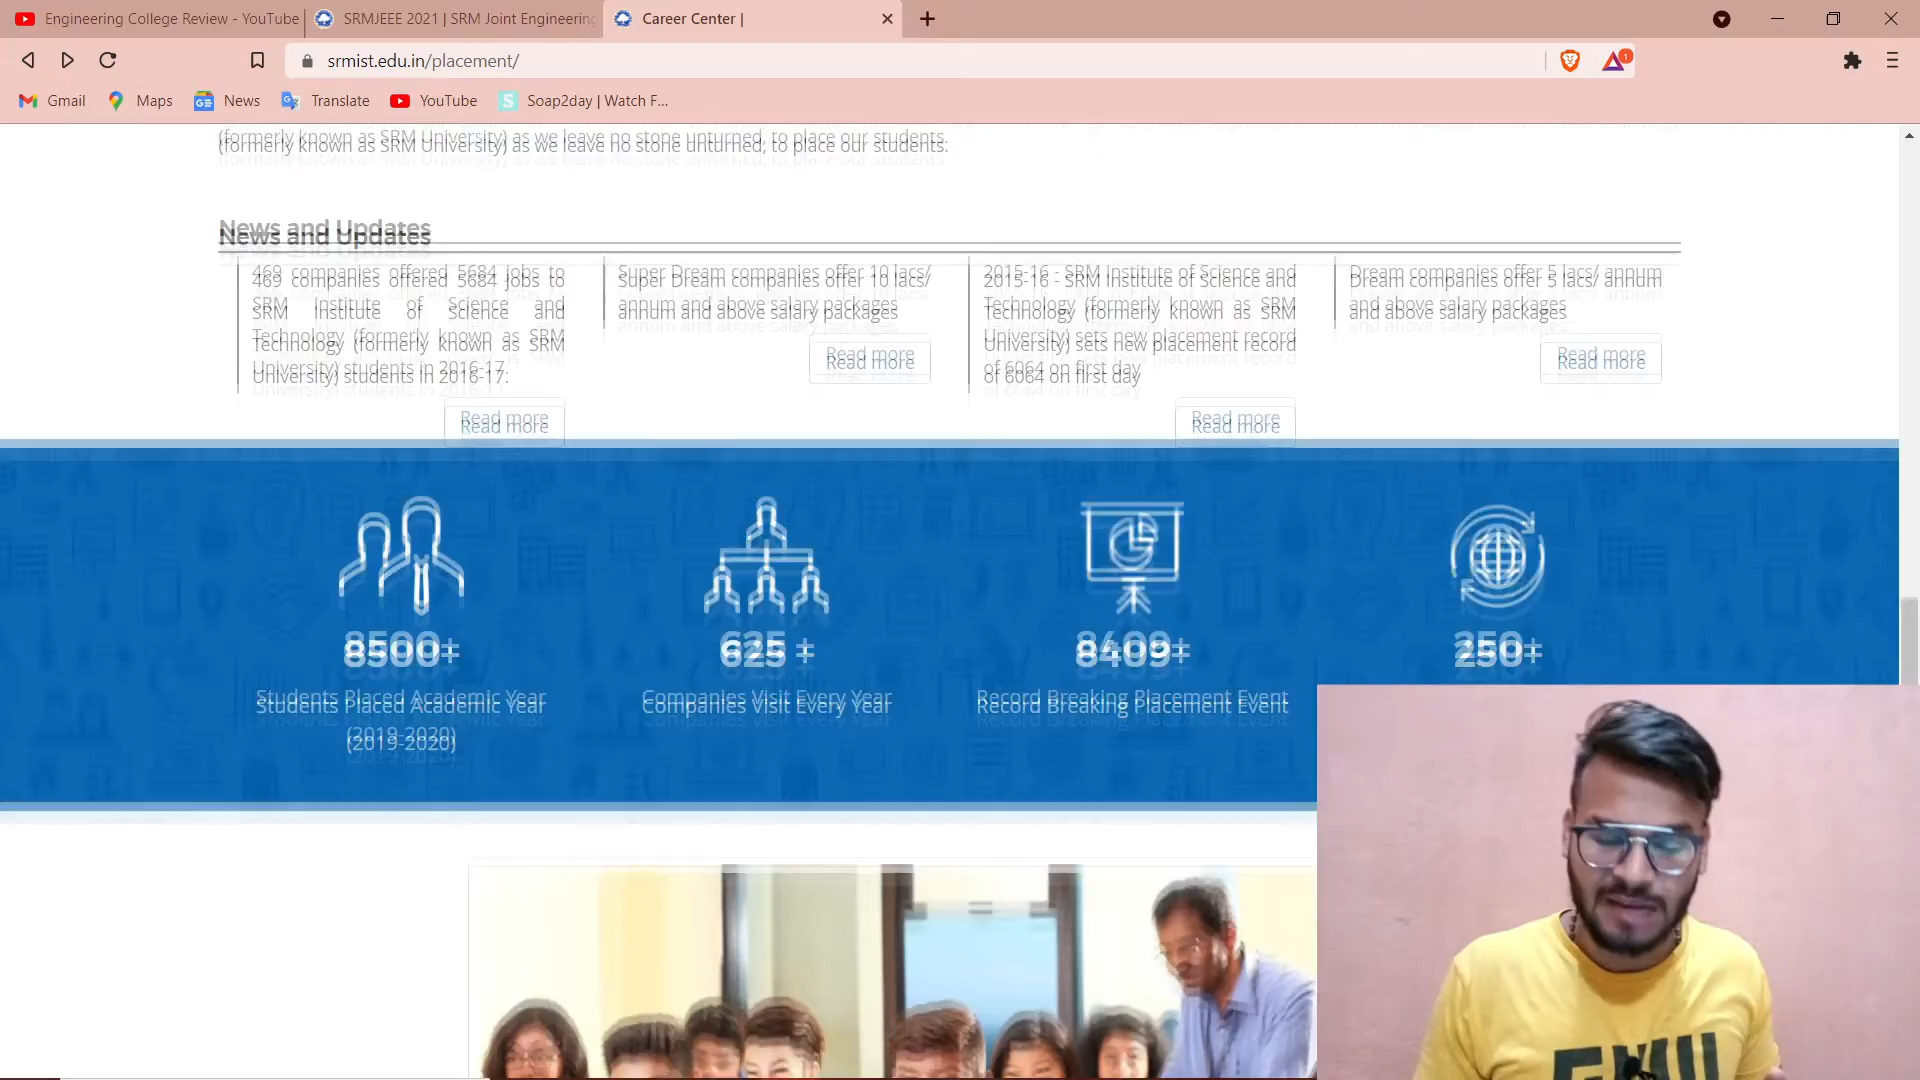 Engineering College Review - YouTube
SRMJEEE 2021 | SRM Joint Engineering
Career Center |
srmist.edu.in/placement/
1
Gmail
Maps
News
Translate
YouTube
Soap2day | Watch F...
(formerly known as SRM University) as we leave no stone unturned, to place our students.
News and Updates
469 companies offered 5684 jobs to
SRM Institute of Science and
Technology (formerly known as SRM
University) students in 2016-17.
Read more
Super Dream companies offer 10 lacs/
annum and above salary packages
Read more
2015-16 - SRM Institute of Science and
Technology (formerly known as SRM
University) sets new placement record
of 6064 on first day
Read more
Dream companies offer 5 lacs/ annum
and above salary packages
Read more
8500+
Students Placed Academic Year
(2019-2020)
625 +
Companies Visit Every Year
8409+
Record Breaking Placement Event
250+